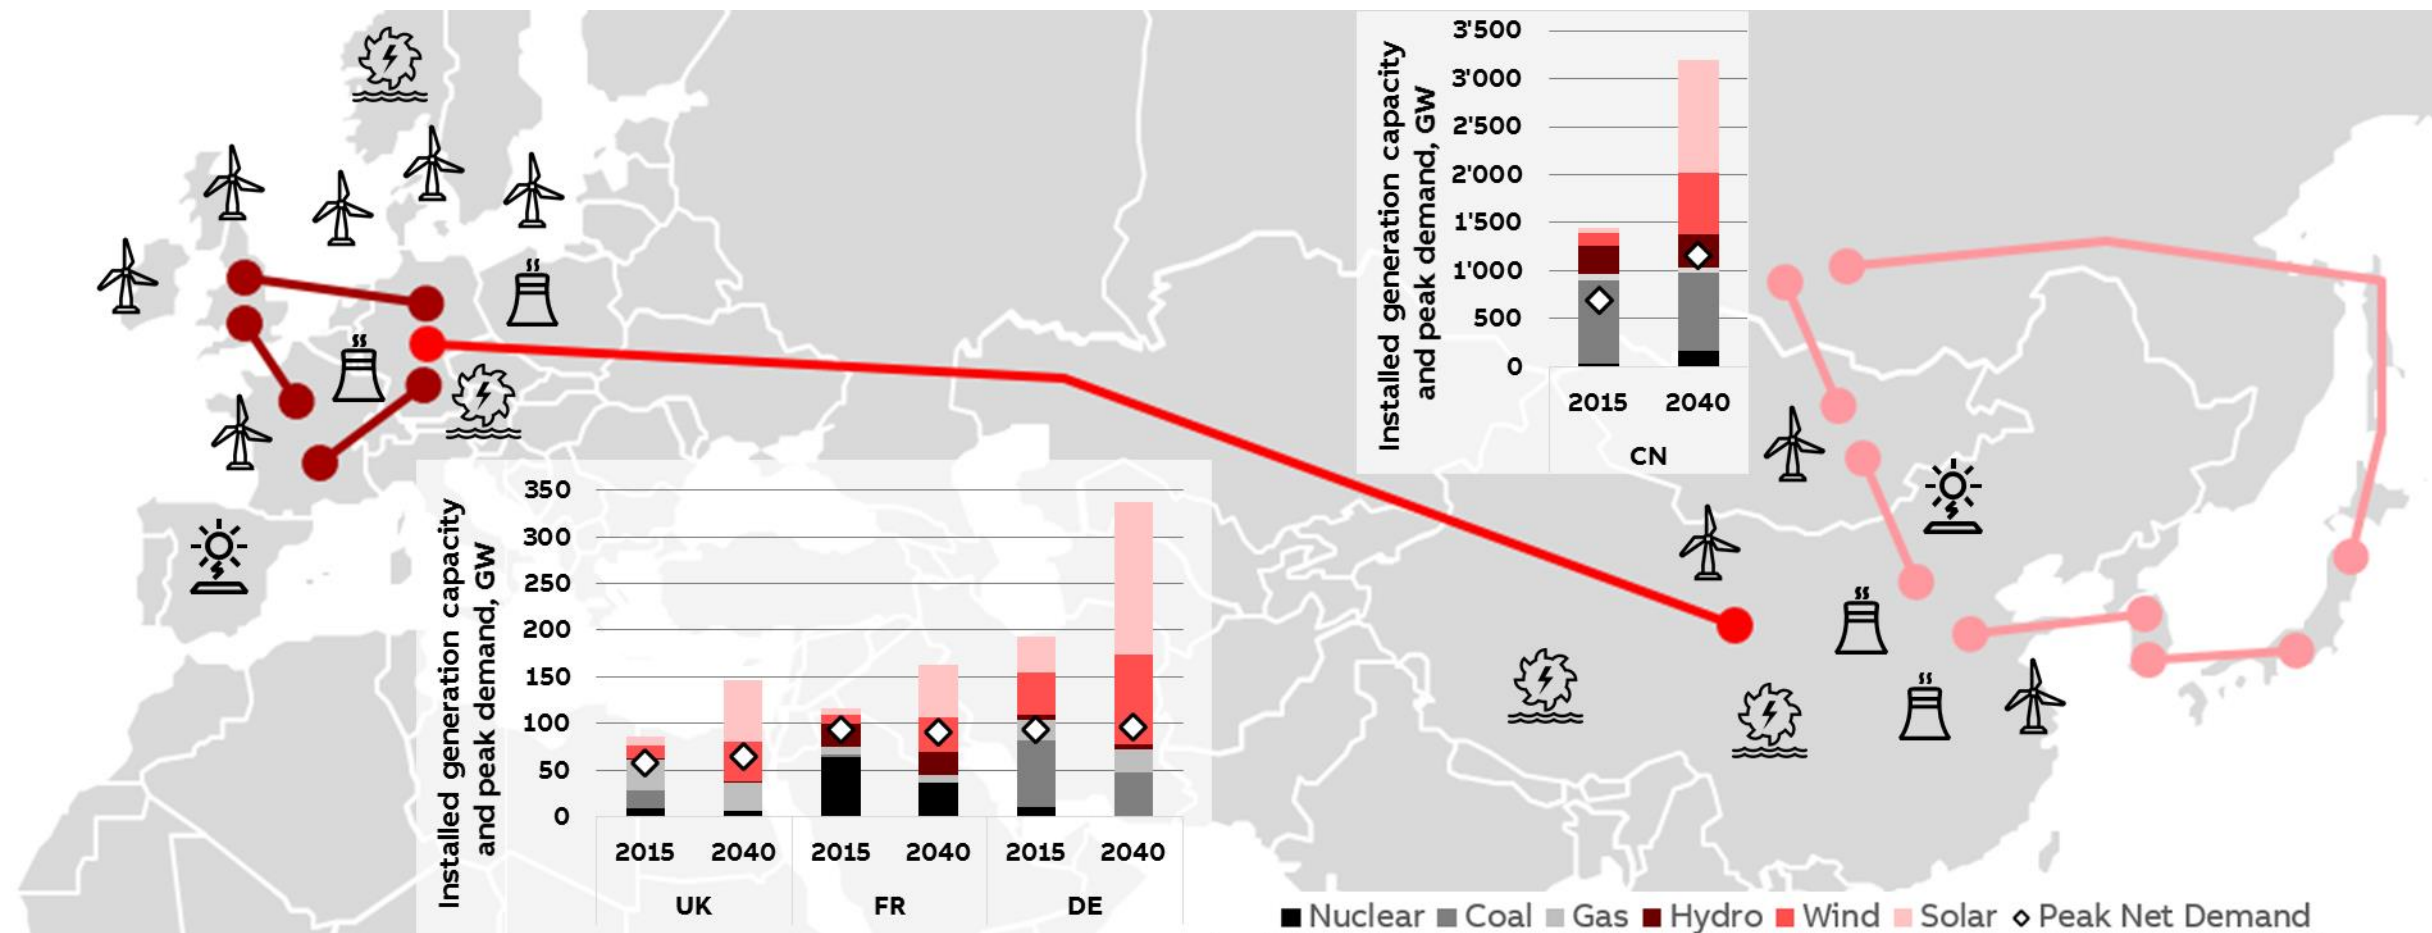 Installed generation capacity
and peak demand, GW
3'500
3'000
2'500
2'000
1'500
1'000
500
0
2015 2040
CN
Installed generation capacity
and peak demand, GW
350
300
250
200
150
100
50
0
2015 2040 2015 2040 2015 2040
UK FR DE
Nuclear Coal Gas Hydro Wind Solar Peak Net Demand